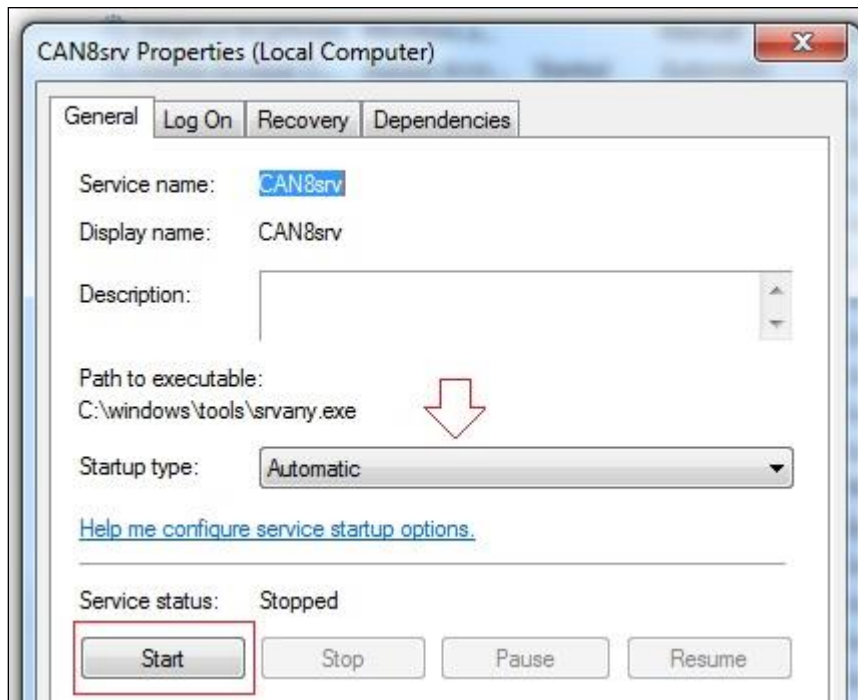 CAN8srv Properties (Local Computer)
General Log On Recovery Dependencies
Service name: CAN8srv
Display name: CAN8srv
Description:
Path to executable:
C:\windows\tools\srvany.exe
Startup type: Automatic
Help me configure service startup options.
Service status: Stopped
Start Stop Pause Resume